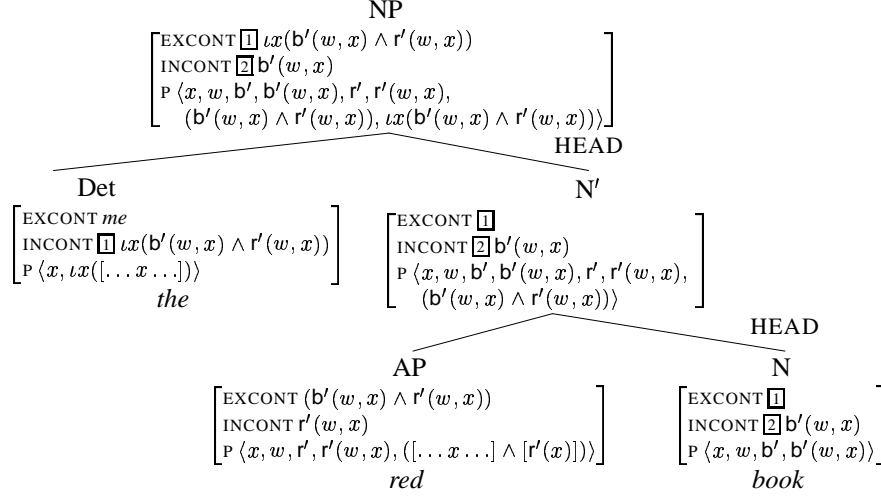 NP
EXCONT 1 ιx(b′(w, x) ∧ r′(w, x))
INCONT 2 b′(w, x)
P ⟨x, w, b′, b′(w, x), r′, r′(w, x),
(b′(w, x) ∧ r′(w, x)), ιx(b′(w, x) ∧ r′(w, x))⟩
HEAD
Det
EXCONT me
INCONT 1 ιx(b′(w, x) ∧ r′(w, x))
P ⟨x, ιx([. . . x . . .])⟩
the
N′
EXCONT 1
INCONT 2 b′(w, x)
P ⟨x, w, b′, b′(w, x), r′, r′(w, x),
(b′(w, x) ∧ r′(w, x))⟩
HEAD
AP
EXCONT (b′(w, x) ∧ r′(w, x))
INCONT r′(w, x)
P ⟨x, w, r′, r′(w, x), ([. . . x . . .] ∧ [r′(x)])⟩
red
N
EXCONT 1
INCONT 2 b′(w, x)
P ⟨x, w, b′, b′(w, x)⟩
book